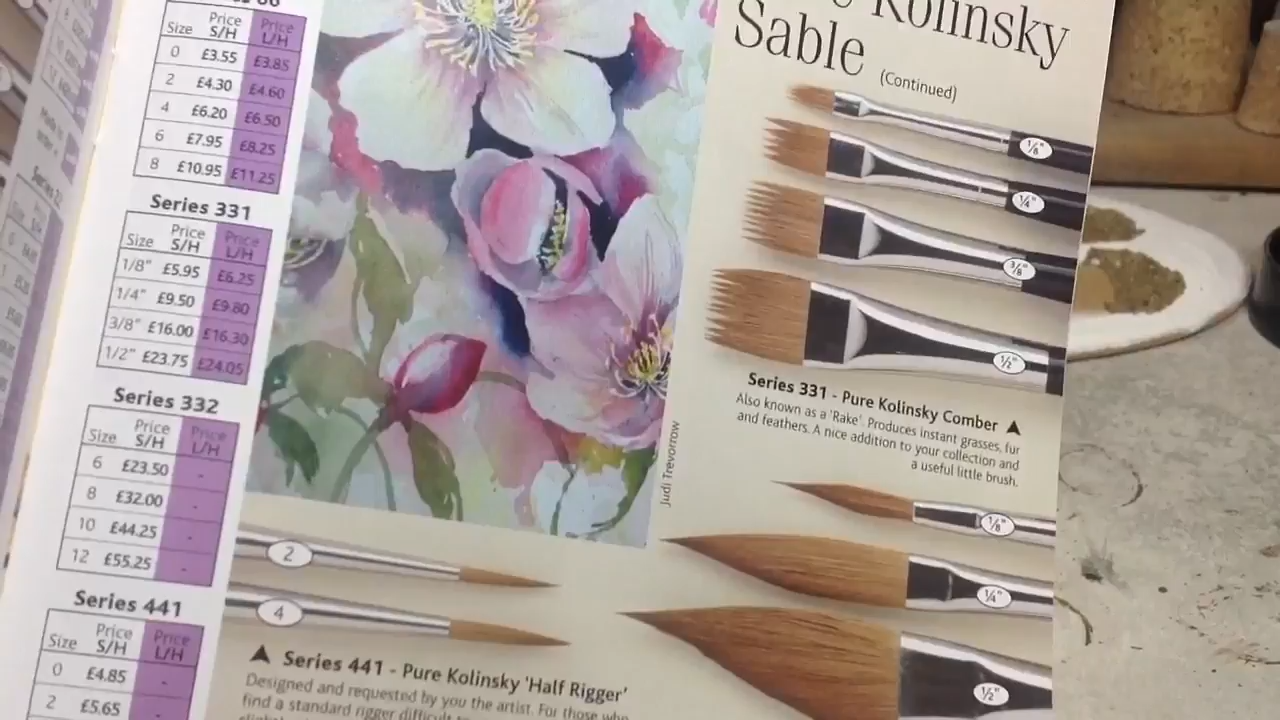 Size Price S/H Price L/H
0 £3.55 £3.85
2 £4.30 £4.60
4 £6.20 £6.50
6 £7.95 £8.25
8 £10.95 £11.25
Series 331
Size Price S/H Price L/H
1/8" £5.95 £6.25
1/4" £9.50 £9.80
3/8" £16.00 £16.30
1/2" £23.75 £24.05
Series 332
Size Price S/H Price L/H
6 £23.50 -
8 £32.00 -
10 £44.25 -
12 £55.25 -
Series 441
Size Price S/H Price L/H
0 £4.85 -
2 £5.65 -
Judi Trevorrow
2
4
Series 441 - Pure Kolinsky 'Half Rigger'
Designed and requested by you the artist. For those who
find a standard rigger difficult
Kolinsky
Sable
(Continued)
1/8"
1/4"
3/8"
1/2"
Series 331 - Pure Kolinsky Comber
Also known as a 'Rake'. Produces instant grasses, fur
and feathers. A nice addition to your collection and
a useful little brush.
1/8"
1/4"
1/2"